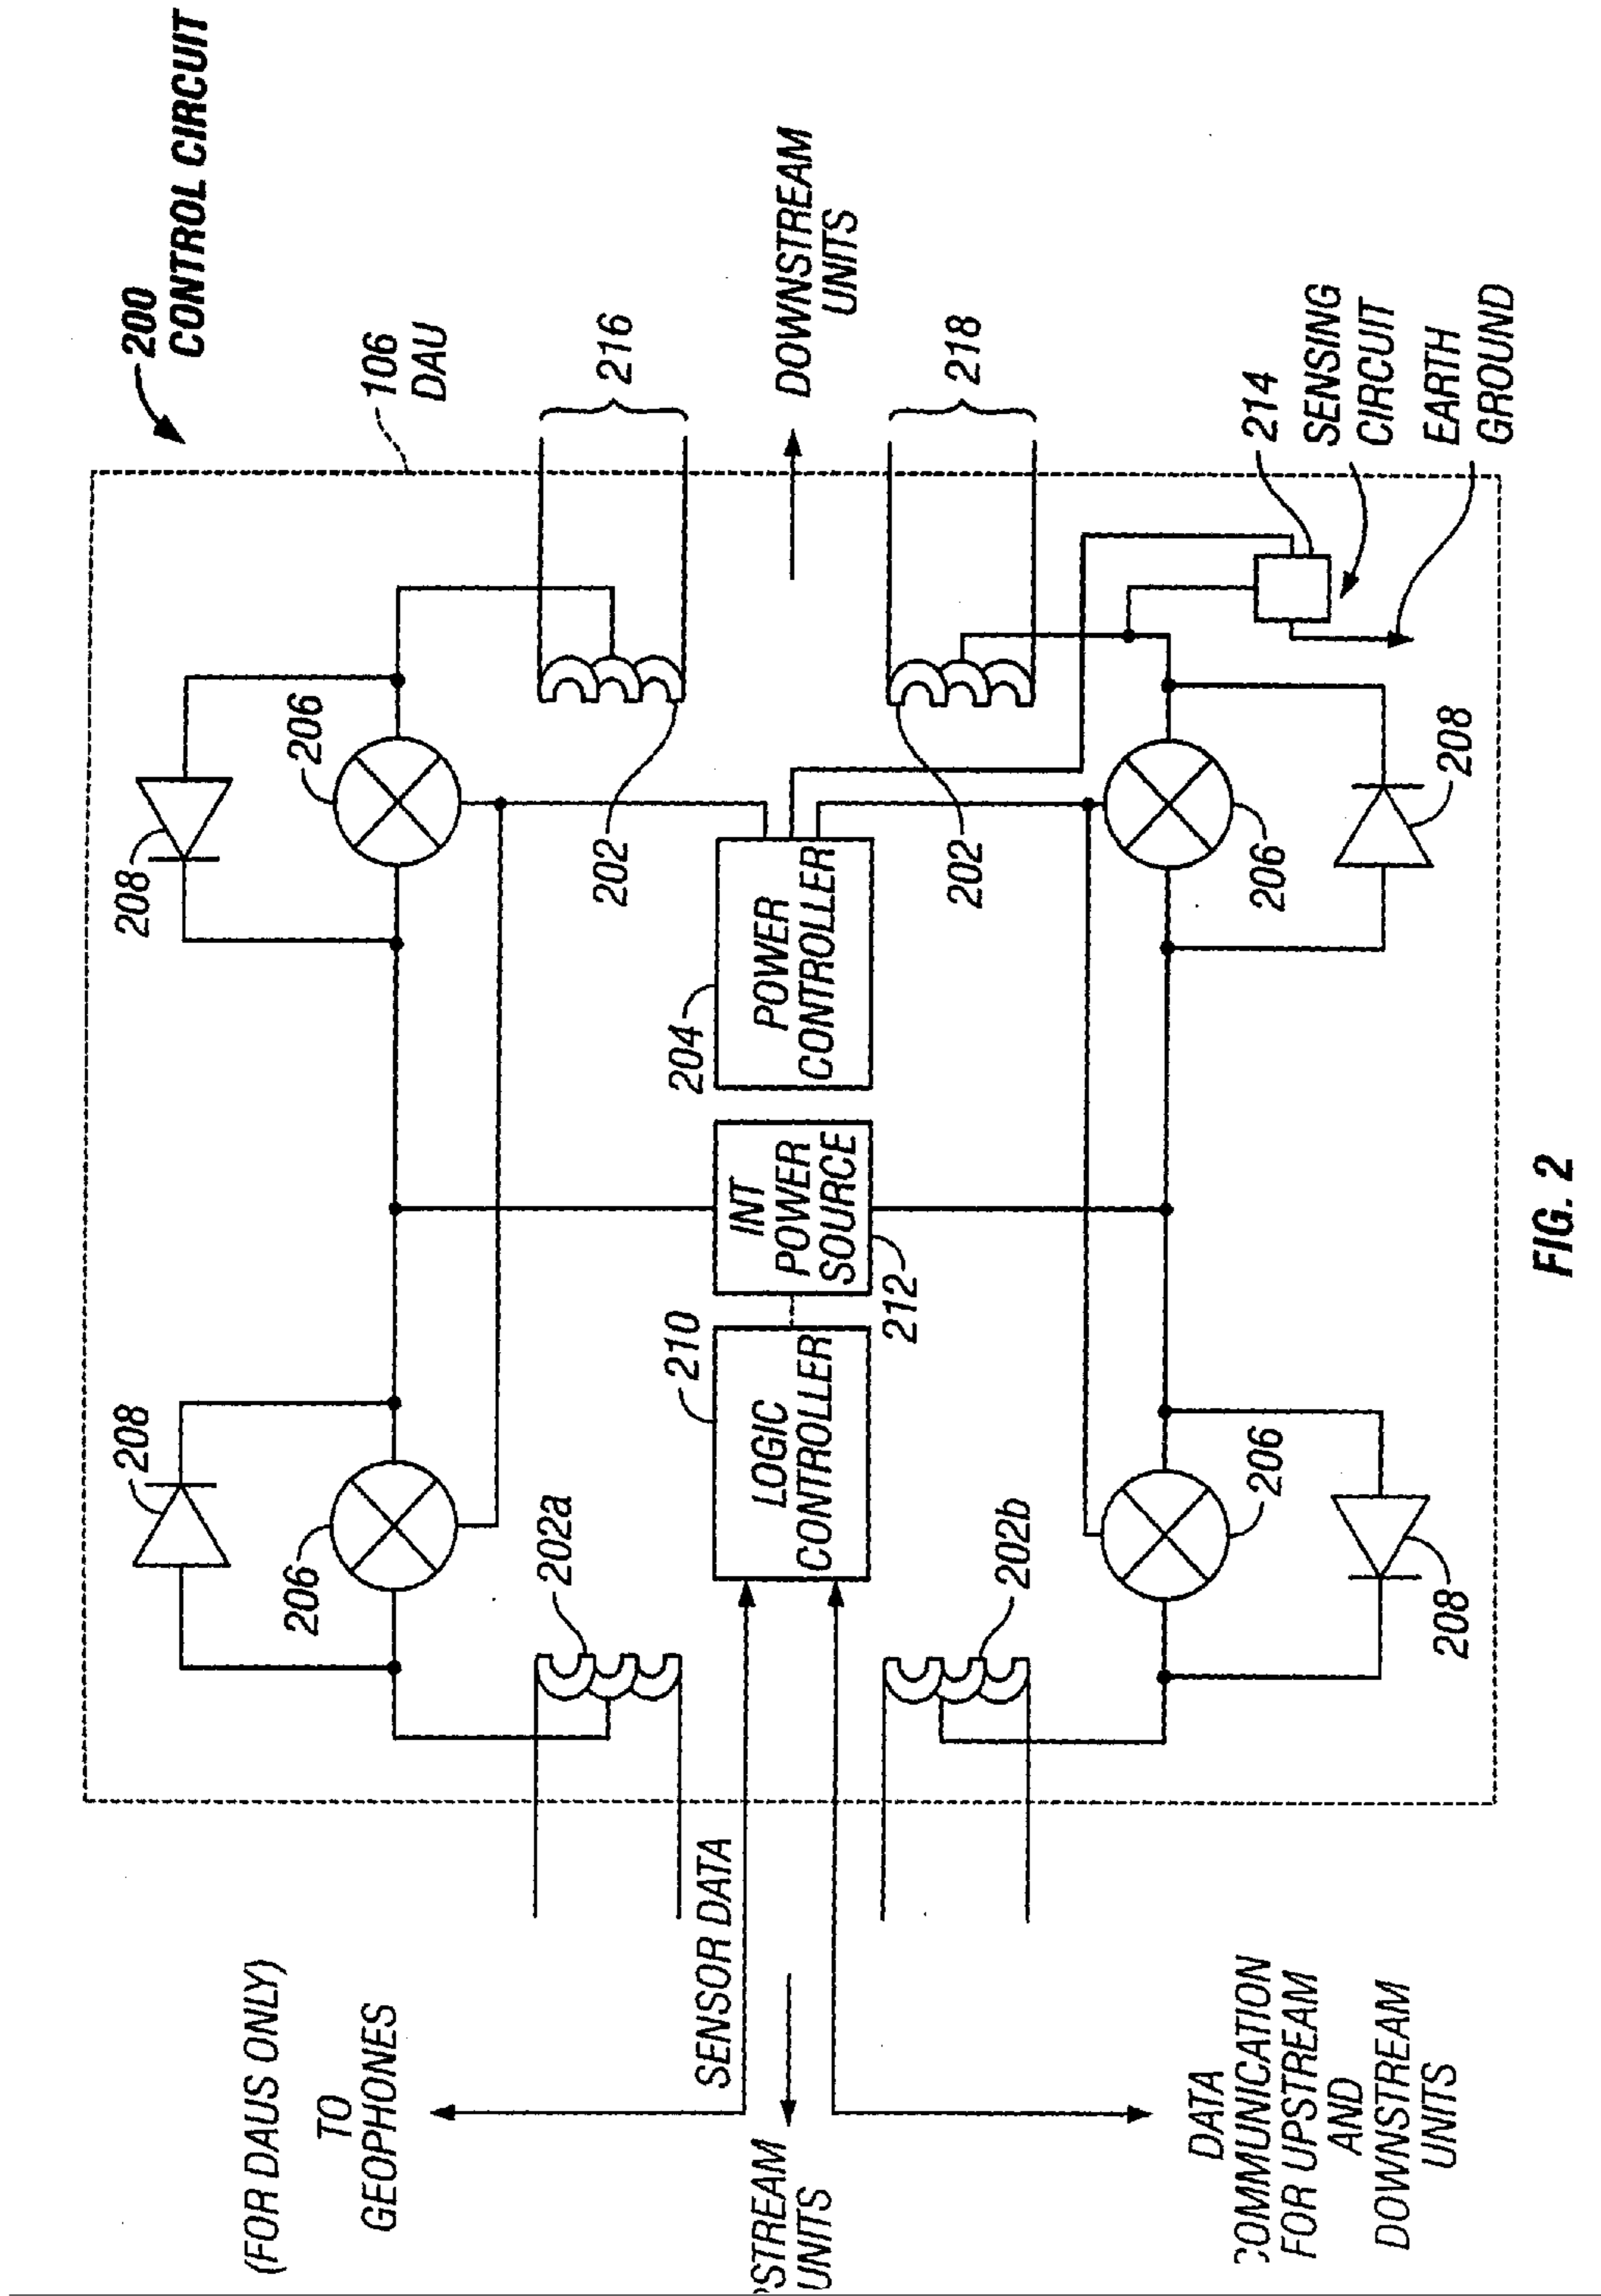 200
CONTROL CIRCUIT
106
DAU
208
206
208
206
216
202
202a
(FOR DAUS ONLY)
TO
GEOPHONES
SENSOR DATA
210
LOGIC
CONTROLLER
INT
POWER
SOURCE
212
204
POWER
CONTROLLER
DOWNSTREAM
UNITS
UNITS
202b
202
218
206
208
206
208
214
SENSING
CIRCUIT
EARTH
GROUND
DATA
FOR UPSTREAM
AND
DOWNSTREAM
UNITS
FIG. 2